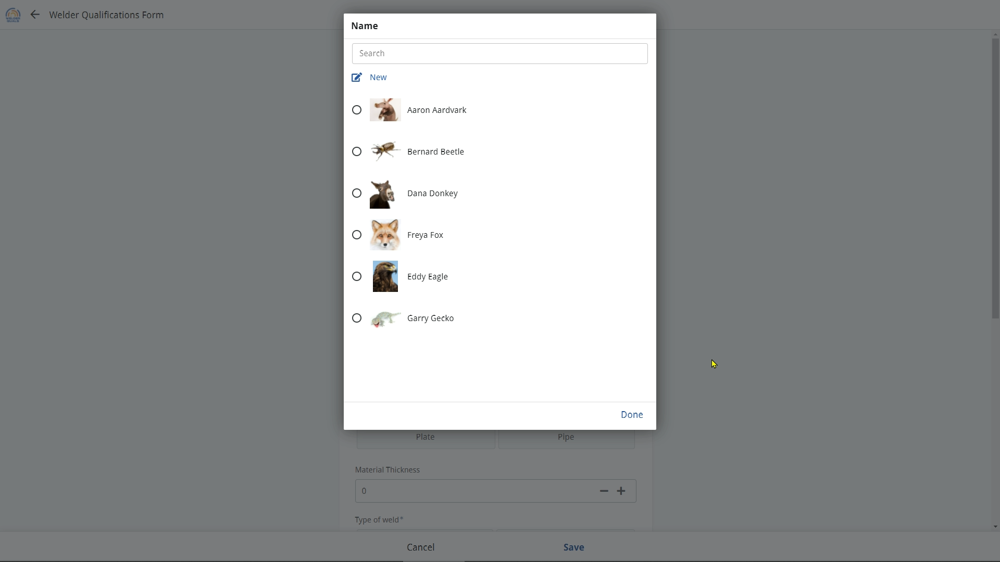 Welder Qualifications Form
Name
Search
New
Aaron Aardvark
Bernard Beetle
Dana Donkey
Freya Fox
Eddy Eagle
Garry Gecko
Done
Plate
Pipe
Material Thickness
0
Type of weld*
Cancel
Save